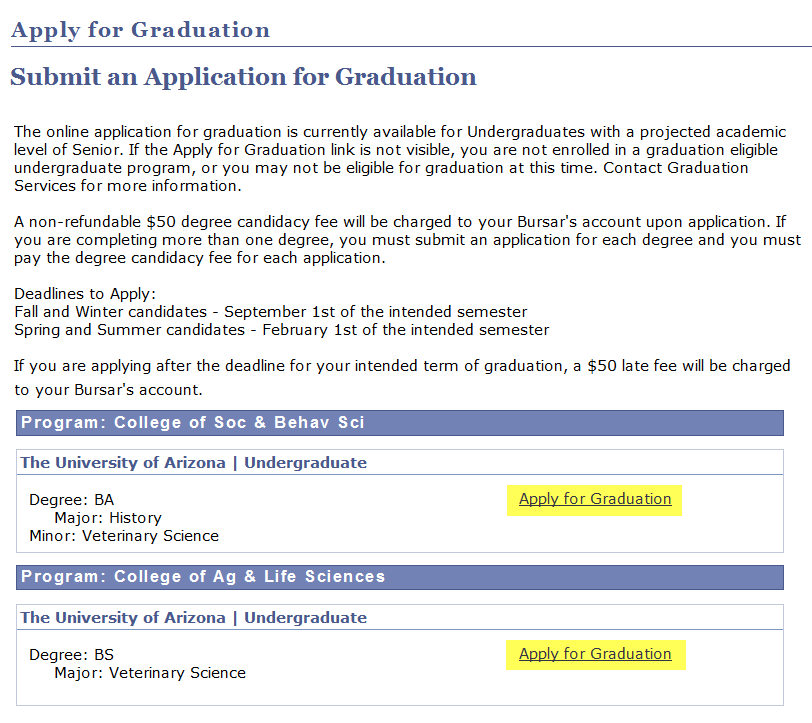 Apply for Graduation
Submit an Application for Graduation
The online application for graduation is currently available for Undergraduates with a projected academic
level of Senior. If the Apply for Graduation link is not visible, you are not enrolled in a graduation eligible
undergraduate program, or you may not be eligible for graduation at this time. Contact Graduation
Services for more information.
A non-refundable $50 degree candidacy fee will be charged to your Bursar's account upon application. If
you are completing more than one degree, you must submit an application for each degree and you must
pay the degree candidacy fee for each application.
Deadlines to Apply:
Fall and Winter candidates - September 1st of the intended semester
Spring and Summer candidates - February 1st of the intended semester
If you are applying after the deadline for your intended term of graduation, a $50 late fee will be charged
to your Bursar's account.
Program: College of Soc & Behav Sci
The University of Arizona | Undergraduate
Degree: BA
Apply for Graduation
Major: History
Minor: Veterinary Science
Program: College of Ag & Life Sciences
The University of Arizona | Undergraduate
Degree: BS
Apply for Graduation
Major: Veterinary Science